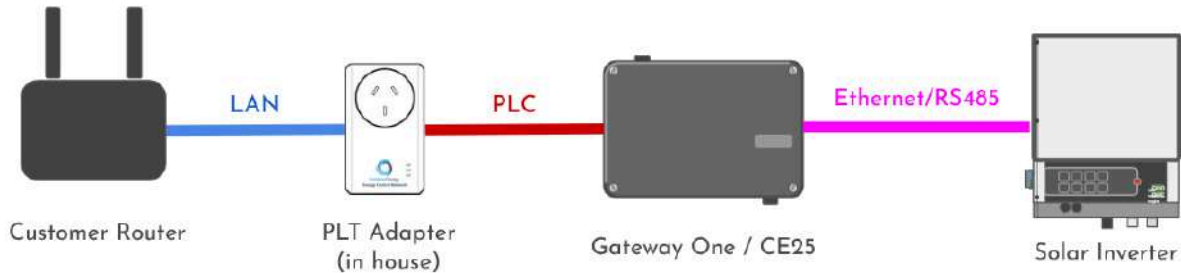 LAN
PLC
Ethernet/RS485
Customer Router
PLT Adapter
(in house)
Gateway One / CE25
Solar Inverter